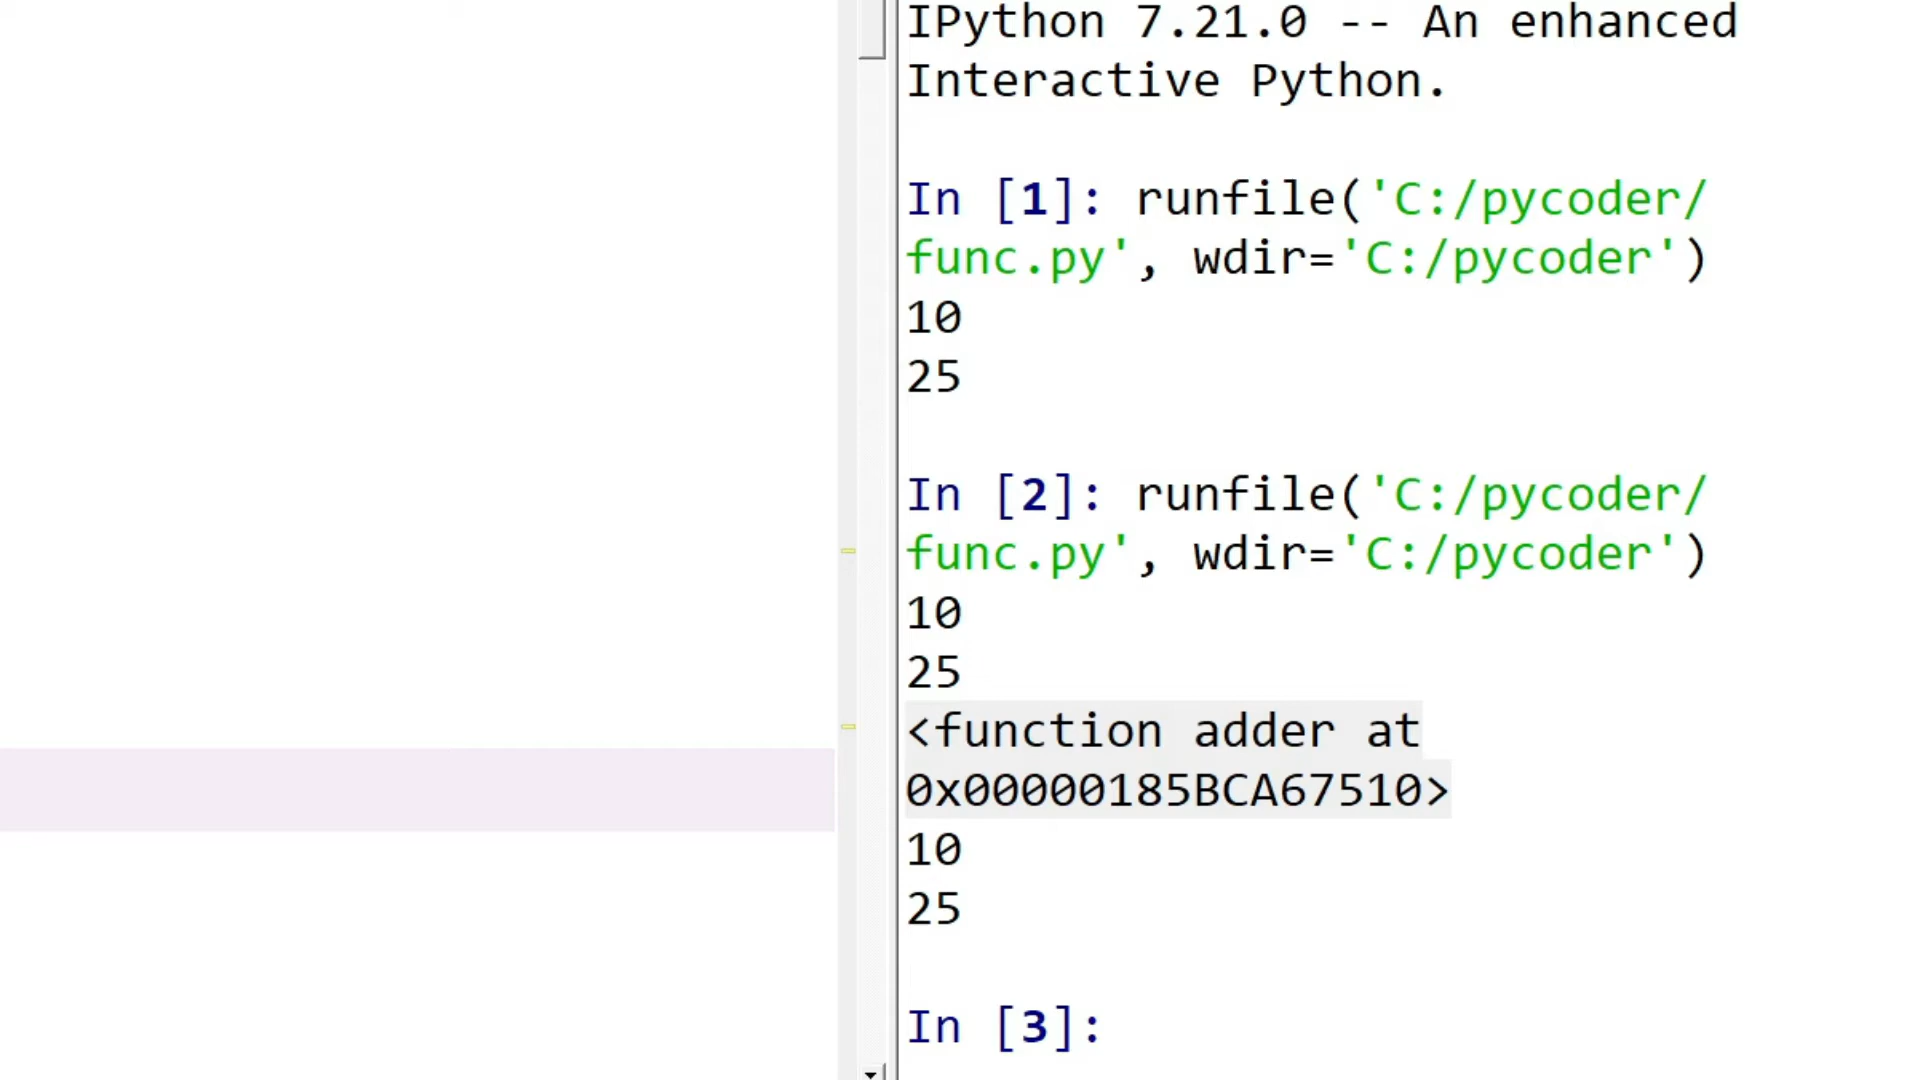 IPython 7.21.0 -- An enhanced
Interactive Python.
In [1]: runfile('C:/pycoder/
func.py', wdir='C:/pycoder')
10
25
In [2]: runfile('C:/pycoder/
func.py', wdir='C:/pycoder')
10
25
<function adder at
0x00000185BCA67510>
10
25
In [3]: